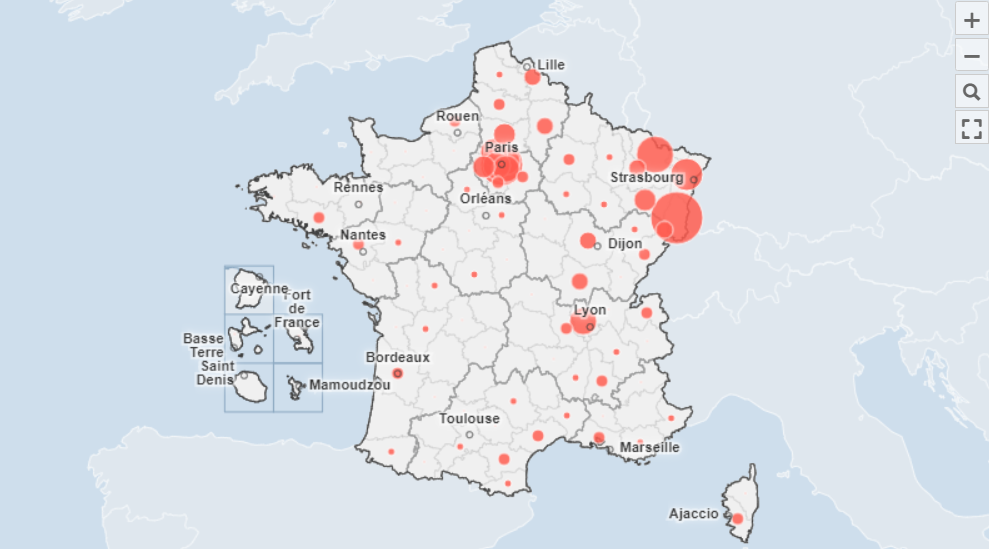 Lille
Rouen
Paris
Strasbourg
Rennes
Orléans
Nantes
Dijon
Cayenne
Fort
de
France
Lyon
Basse
Terre
Saint
Denis
Mamoudzou
Bordeaux
Toulouse
Marseille
Ajaccio